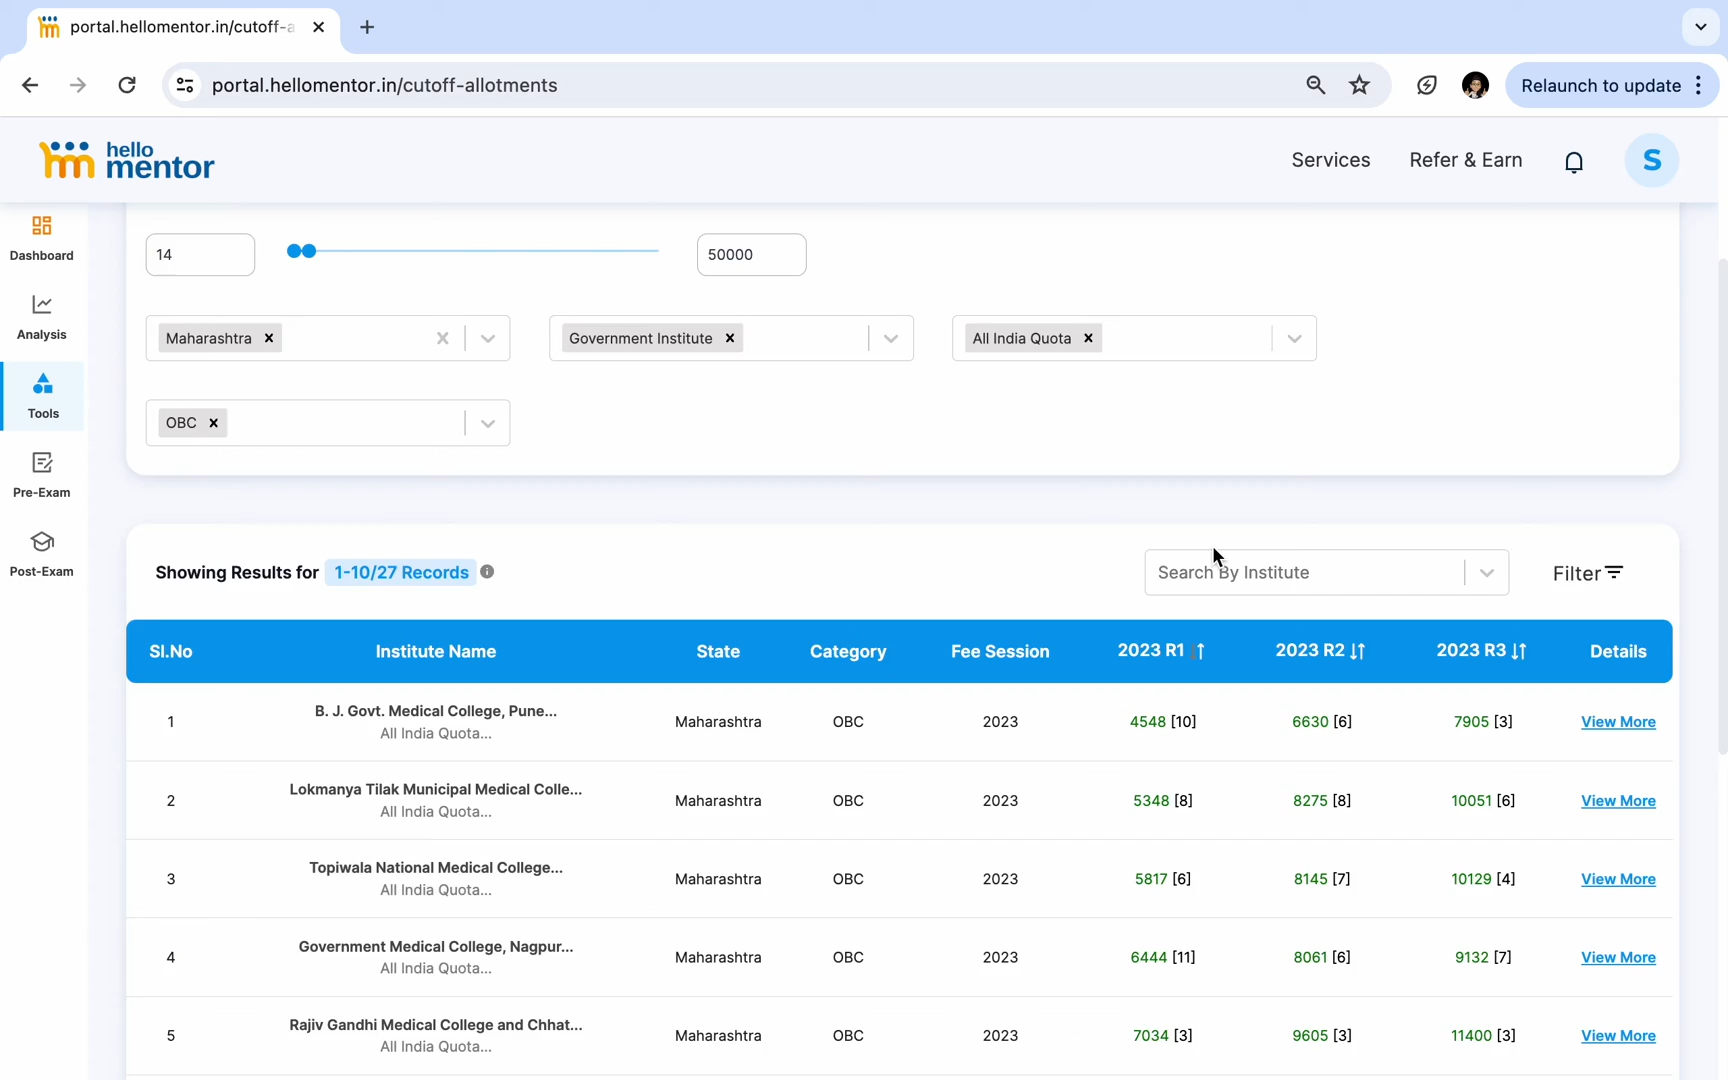 portal.hellomentor.in/cutoff-a
portal.hellomentor.in/cutoff-allotments
Relaunch to update
hello
mentor
Services
Refer & Earn
S
Dashboard
Analysis
Tools
Pre-Exam
Post-Exam
14
50000
Maharashtra
Government Institute
All India Quota
OBC
Showing Results for 1-10/27 Records
Search By Institute
Filter
SI.No Institute Name State Category Fee Session 2023 R1 2023 R2 2023 R3 Details
1 B. J. Govt. Medical College, Pune... Maharashtra OBC 2023 4548 [10] 6630 [6] 7905 [3] View More
All India Quota...
2 Lokmanya Tilak Municipal Medical Colle... Maharashtra OBC 2023 5348 [8] 8275 [8] 10051 [6] View More
All India Quota...
3 Topiwala National Medical College... Maharashtra OBC 2023 5817 [6] 8145 [7] 10129 [4] View More
All India Quota...
4 Government Medical College, Nagpur... Maharashtra OBC 2023 6444 [11] 8061 [6] 9132 [7] View More
All India Quota...
5 Rajiv Gandhi Medical College and Chhat... Maharashtra OBC 2023 7034 [3] 9605 [3] 11400 [3] View More
All India Quota...